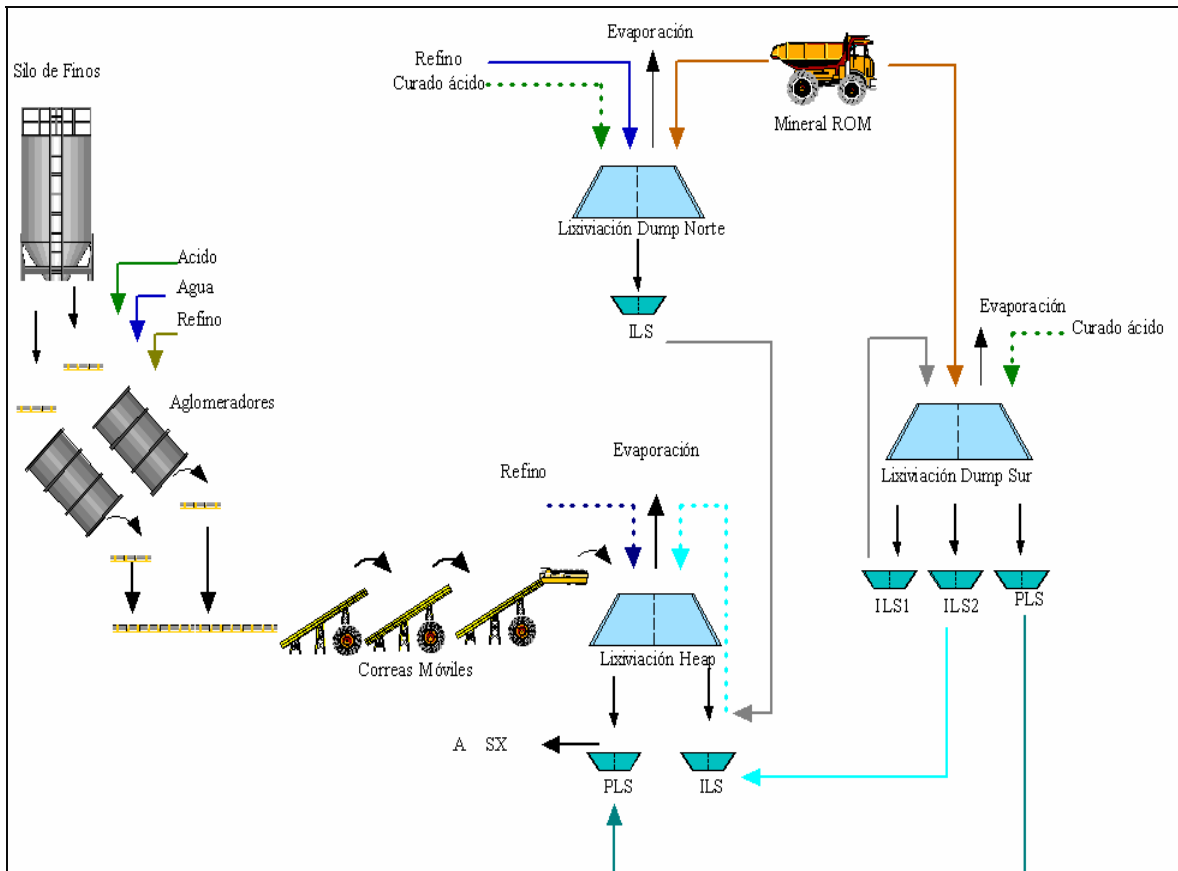 Evaporación
Silo de Finos
Refino
Curado ácido
Mineral ROM
Lixiviación Dump Norte
Acido
Agua
Refino
ILS
Evaporación
Curado ácido
Aglomeradores
Evaporación
Refino
Lixiviación Dump Sur
ILS1
ILS2
PLS
Correas Móviles
Lixiviación Heap
A SX
PLS
ILS